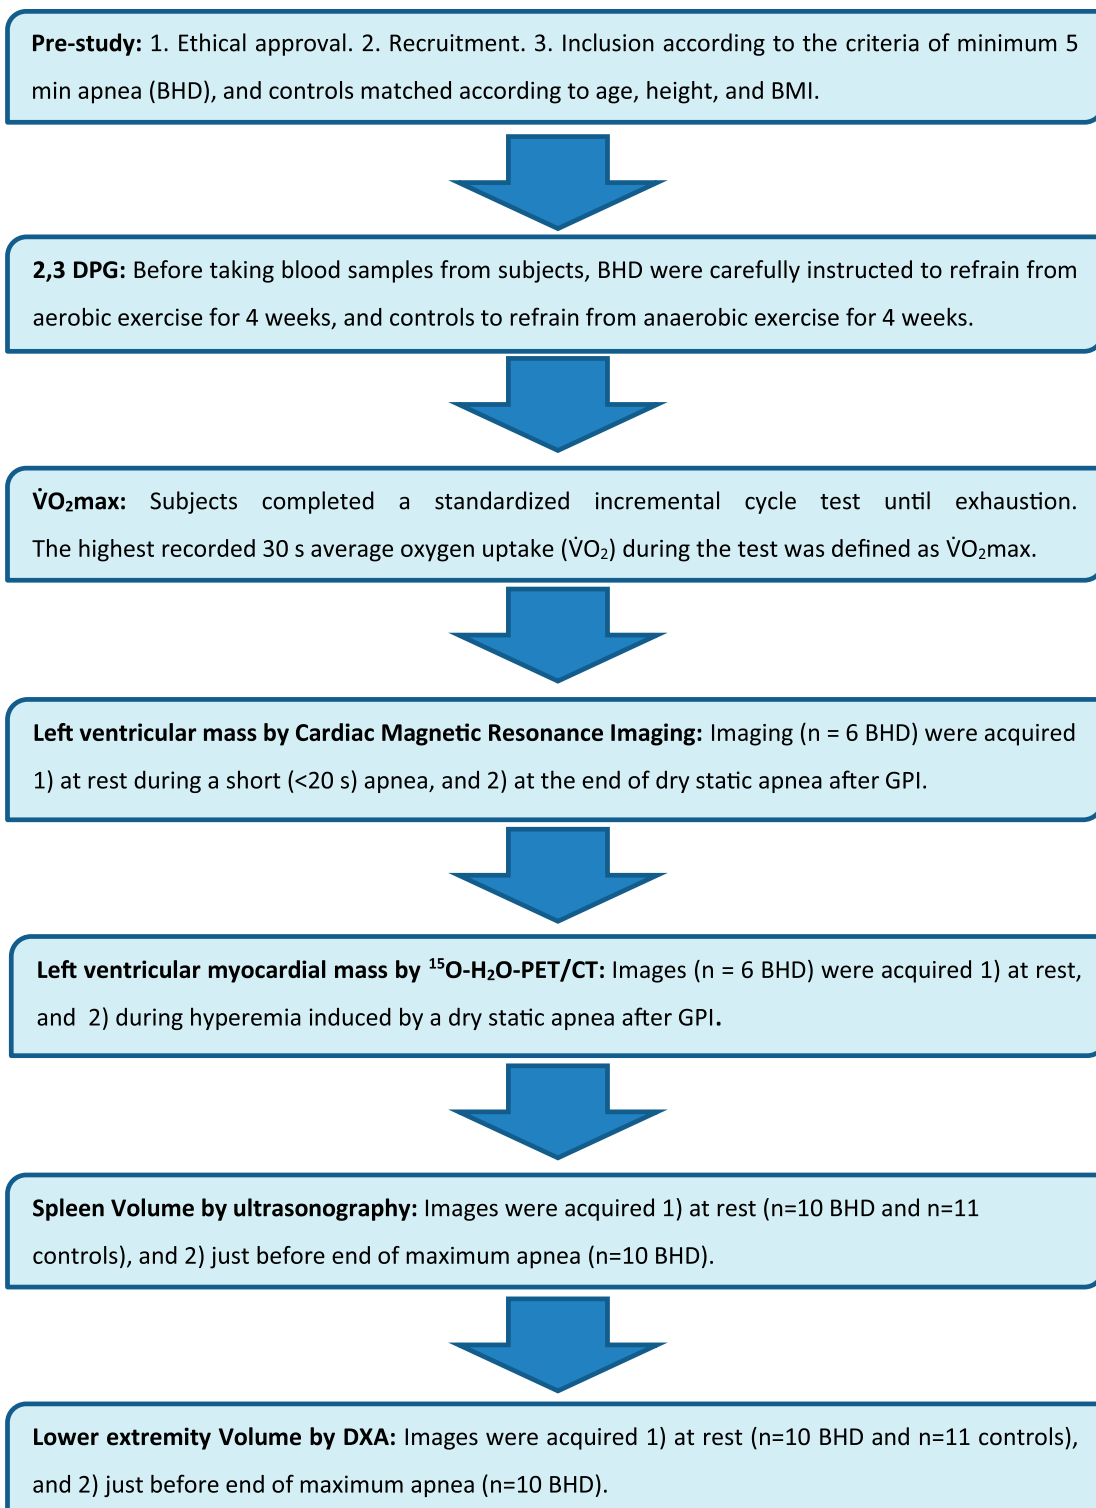 Pre-study: 1. Ethical approval. 2. Recruitment. 3. Inclusion according to the criteria of minimum 5
min apnea (BHD), and controls matched according to age, height, and BMI.
2,3 DPG: Before taking blood samples from subjects, BHD were carefully instructed to refrain from
aerobic exercise for 4 weeks, and controls to refrain from anaerobic exercise for 4 weeks.
V̇O₂max: Subjects completed a standardized incremental cycle test until exhaustion.
The highest recorded 30 s average oxygen uptake (V̇O₂) during the test was defined as V̇O₂max.
Left ventricular mass by Cardiac Magnetic Resonance Imaging: Imaging (n = 6 BHD) were acquired
1) at rest during a short (<20 s) apnea, and 2) at the end of dry static apnea after GPI.
Left ventricular myocardial mass by ¹⁵O-H₂O-PET/CT: Images (n = 6 BHD) were acquired 1) at rest,
and 2) during hyperemia induced by a dry static apnea after GPI.
Spleen Volume by ultrasonography: Images were acquired 1) at rest (n=10 BHD and n=11
controls), and 2) just before end of maximum apnea (n=10 BHD).
Lower extremity Volume by DXA: Images were acquired 1) at rest (n=10 BHD and n=11 controls),
and 2) just before end of maximum apnea (n=10 BHD).